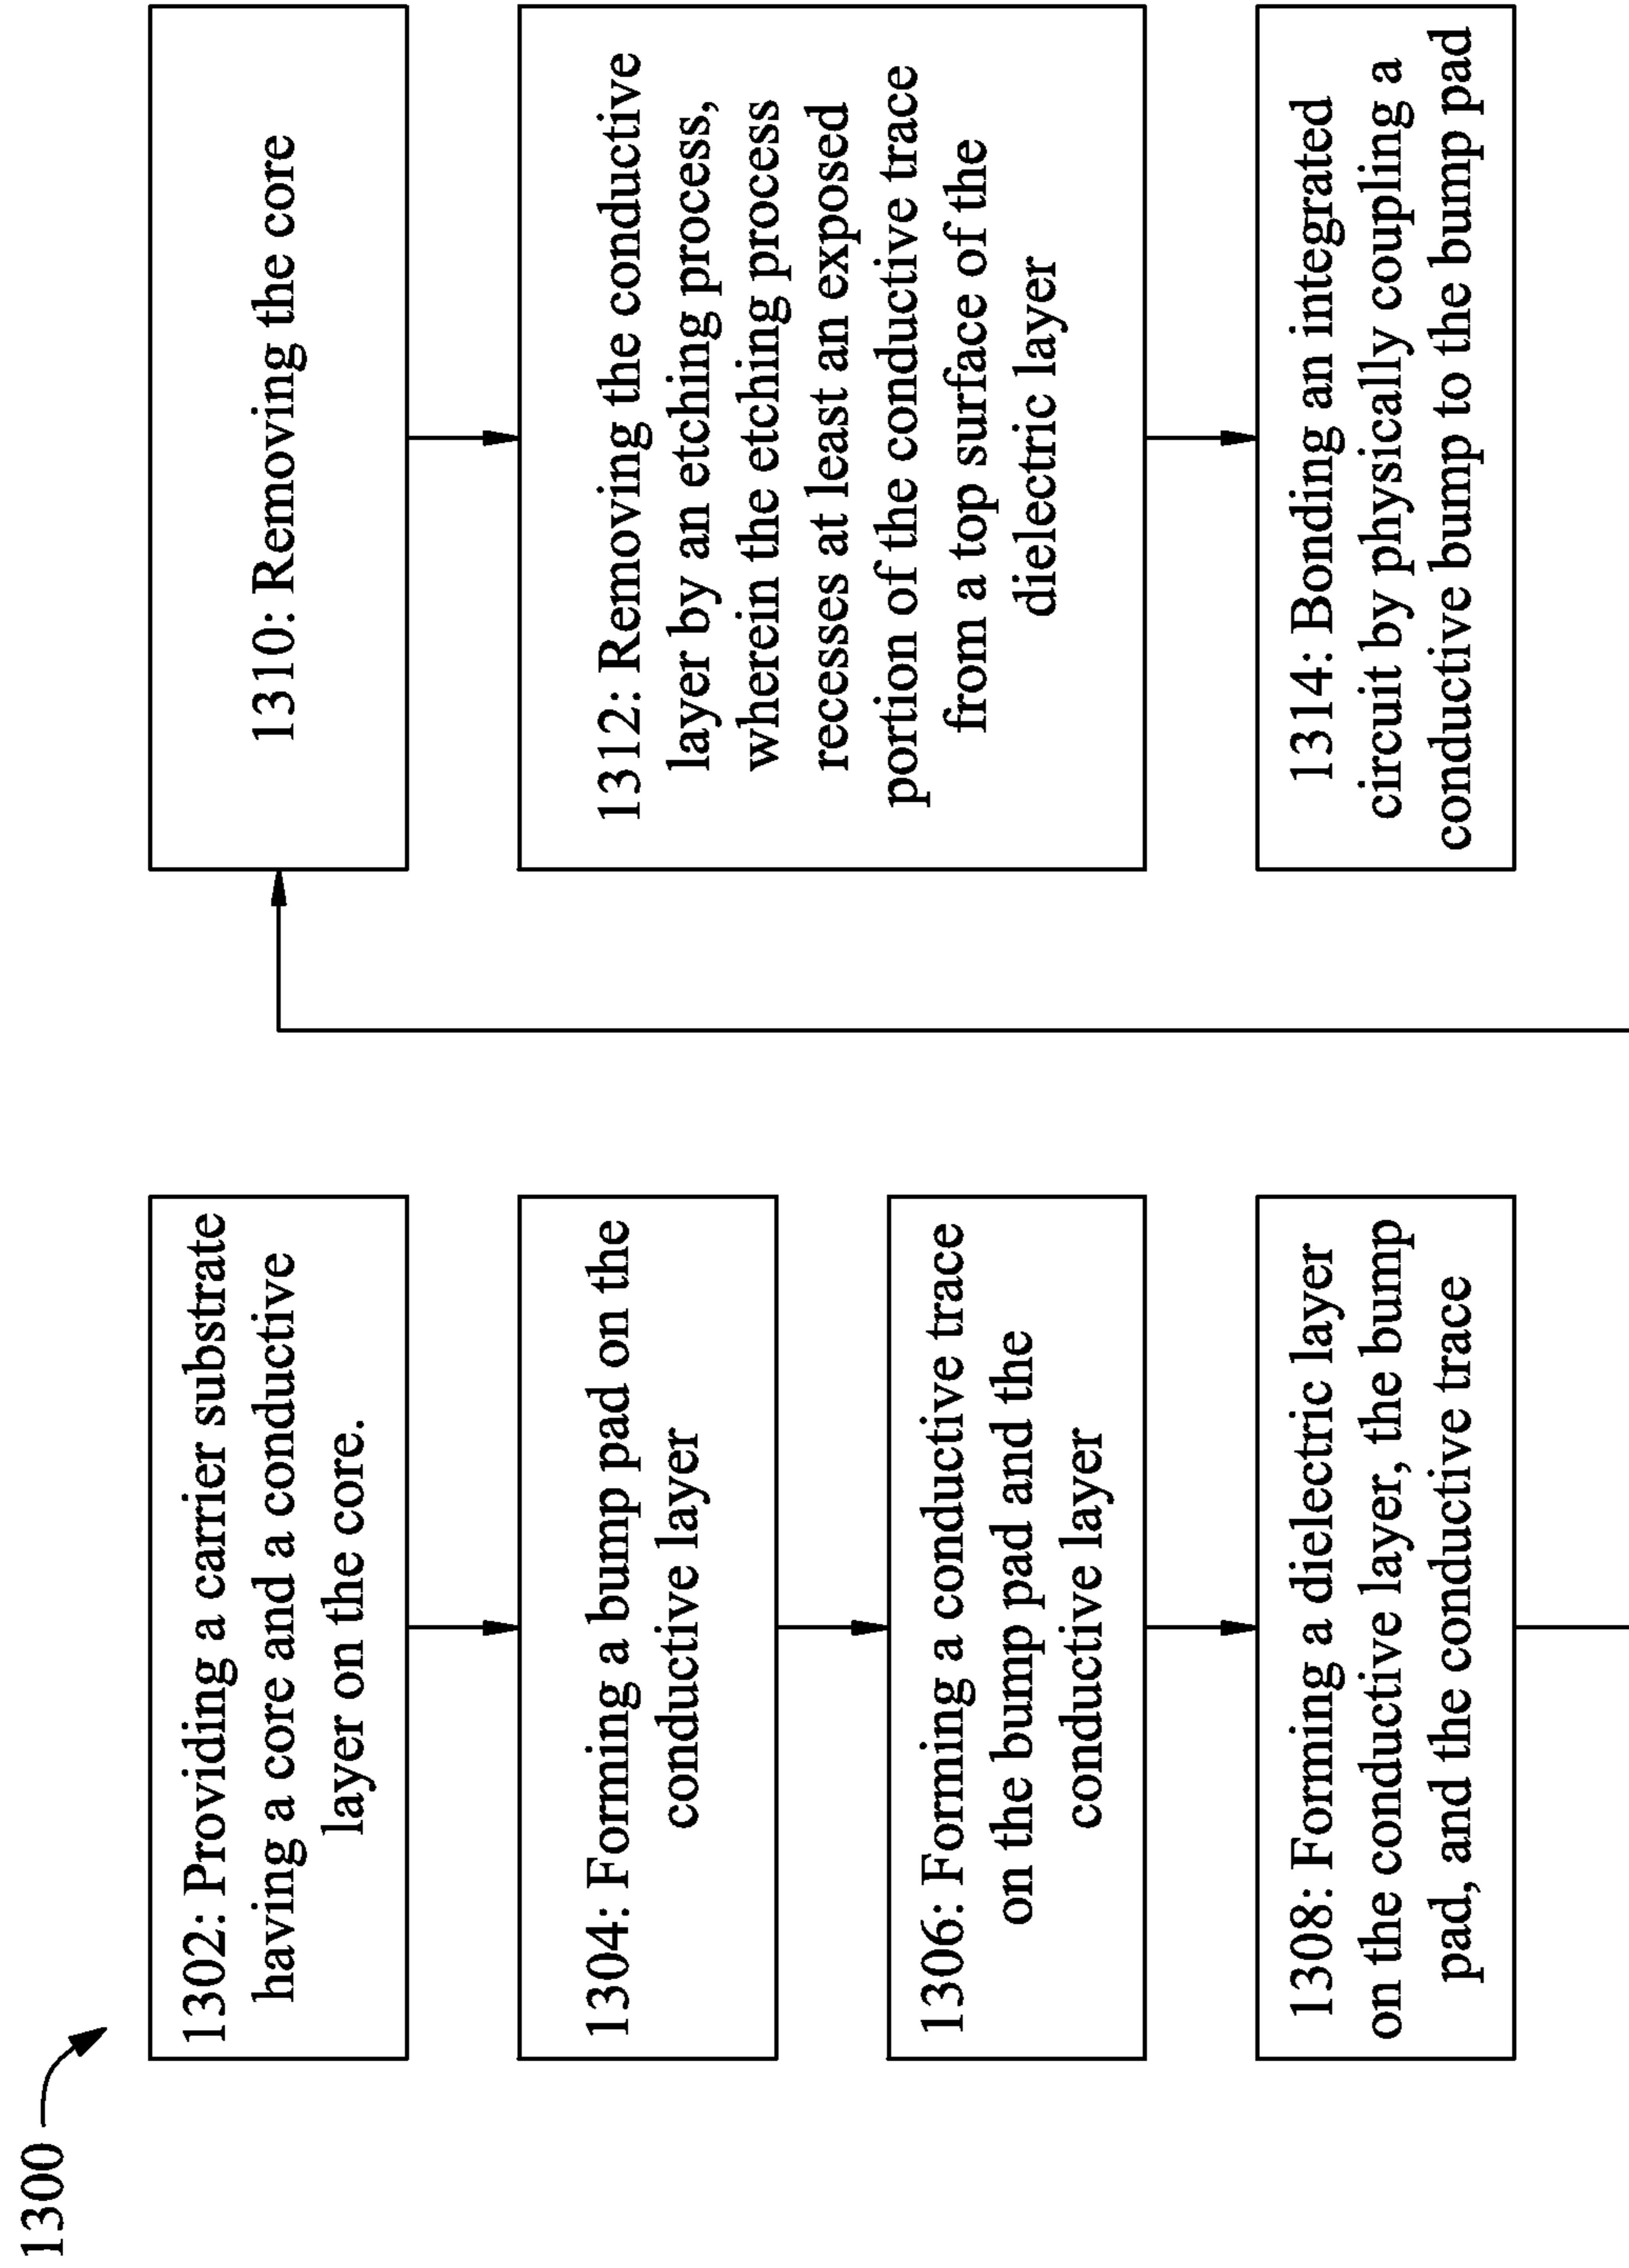 1300
1302: Providing a carrier substrate
having a core and a conductive
layer on the core.
1304: Forming a bump pad on the
conductive layer
1306: Forming a conductive trace
on the bump pad and the
conductive layer
1308: Forming a dielectric layer
on the conductive layer, the bump
pad, and the conductive trace
1310: Removing the core
1312: Removing the conductive
layer by an etching process,
wherein the etching process
recesses at least an exposed
portion of the conductive trace
from a top surface of the
dielectric layer
1314: Bonding an integrated
circuit by physically coupling a
conductive bump to the bump pad